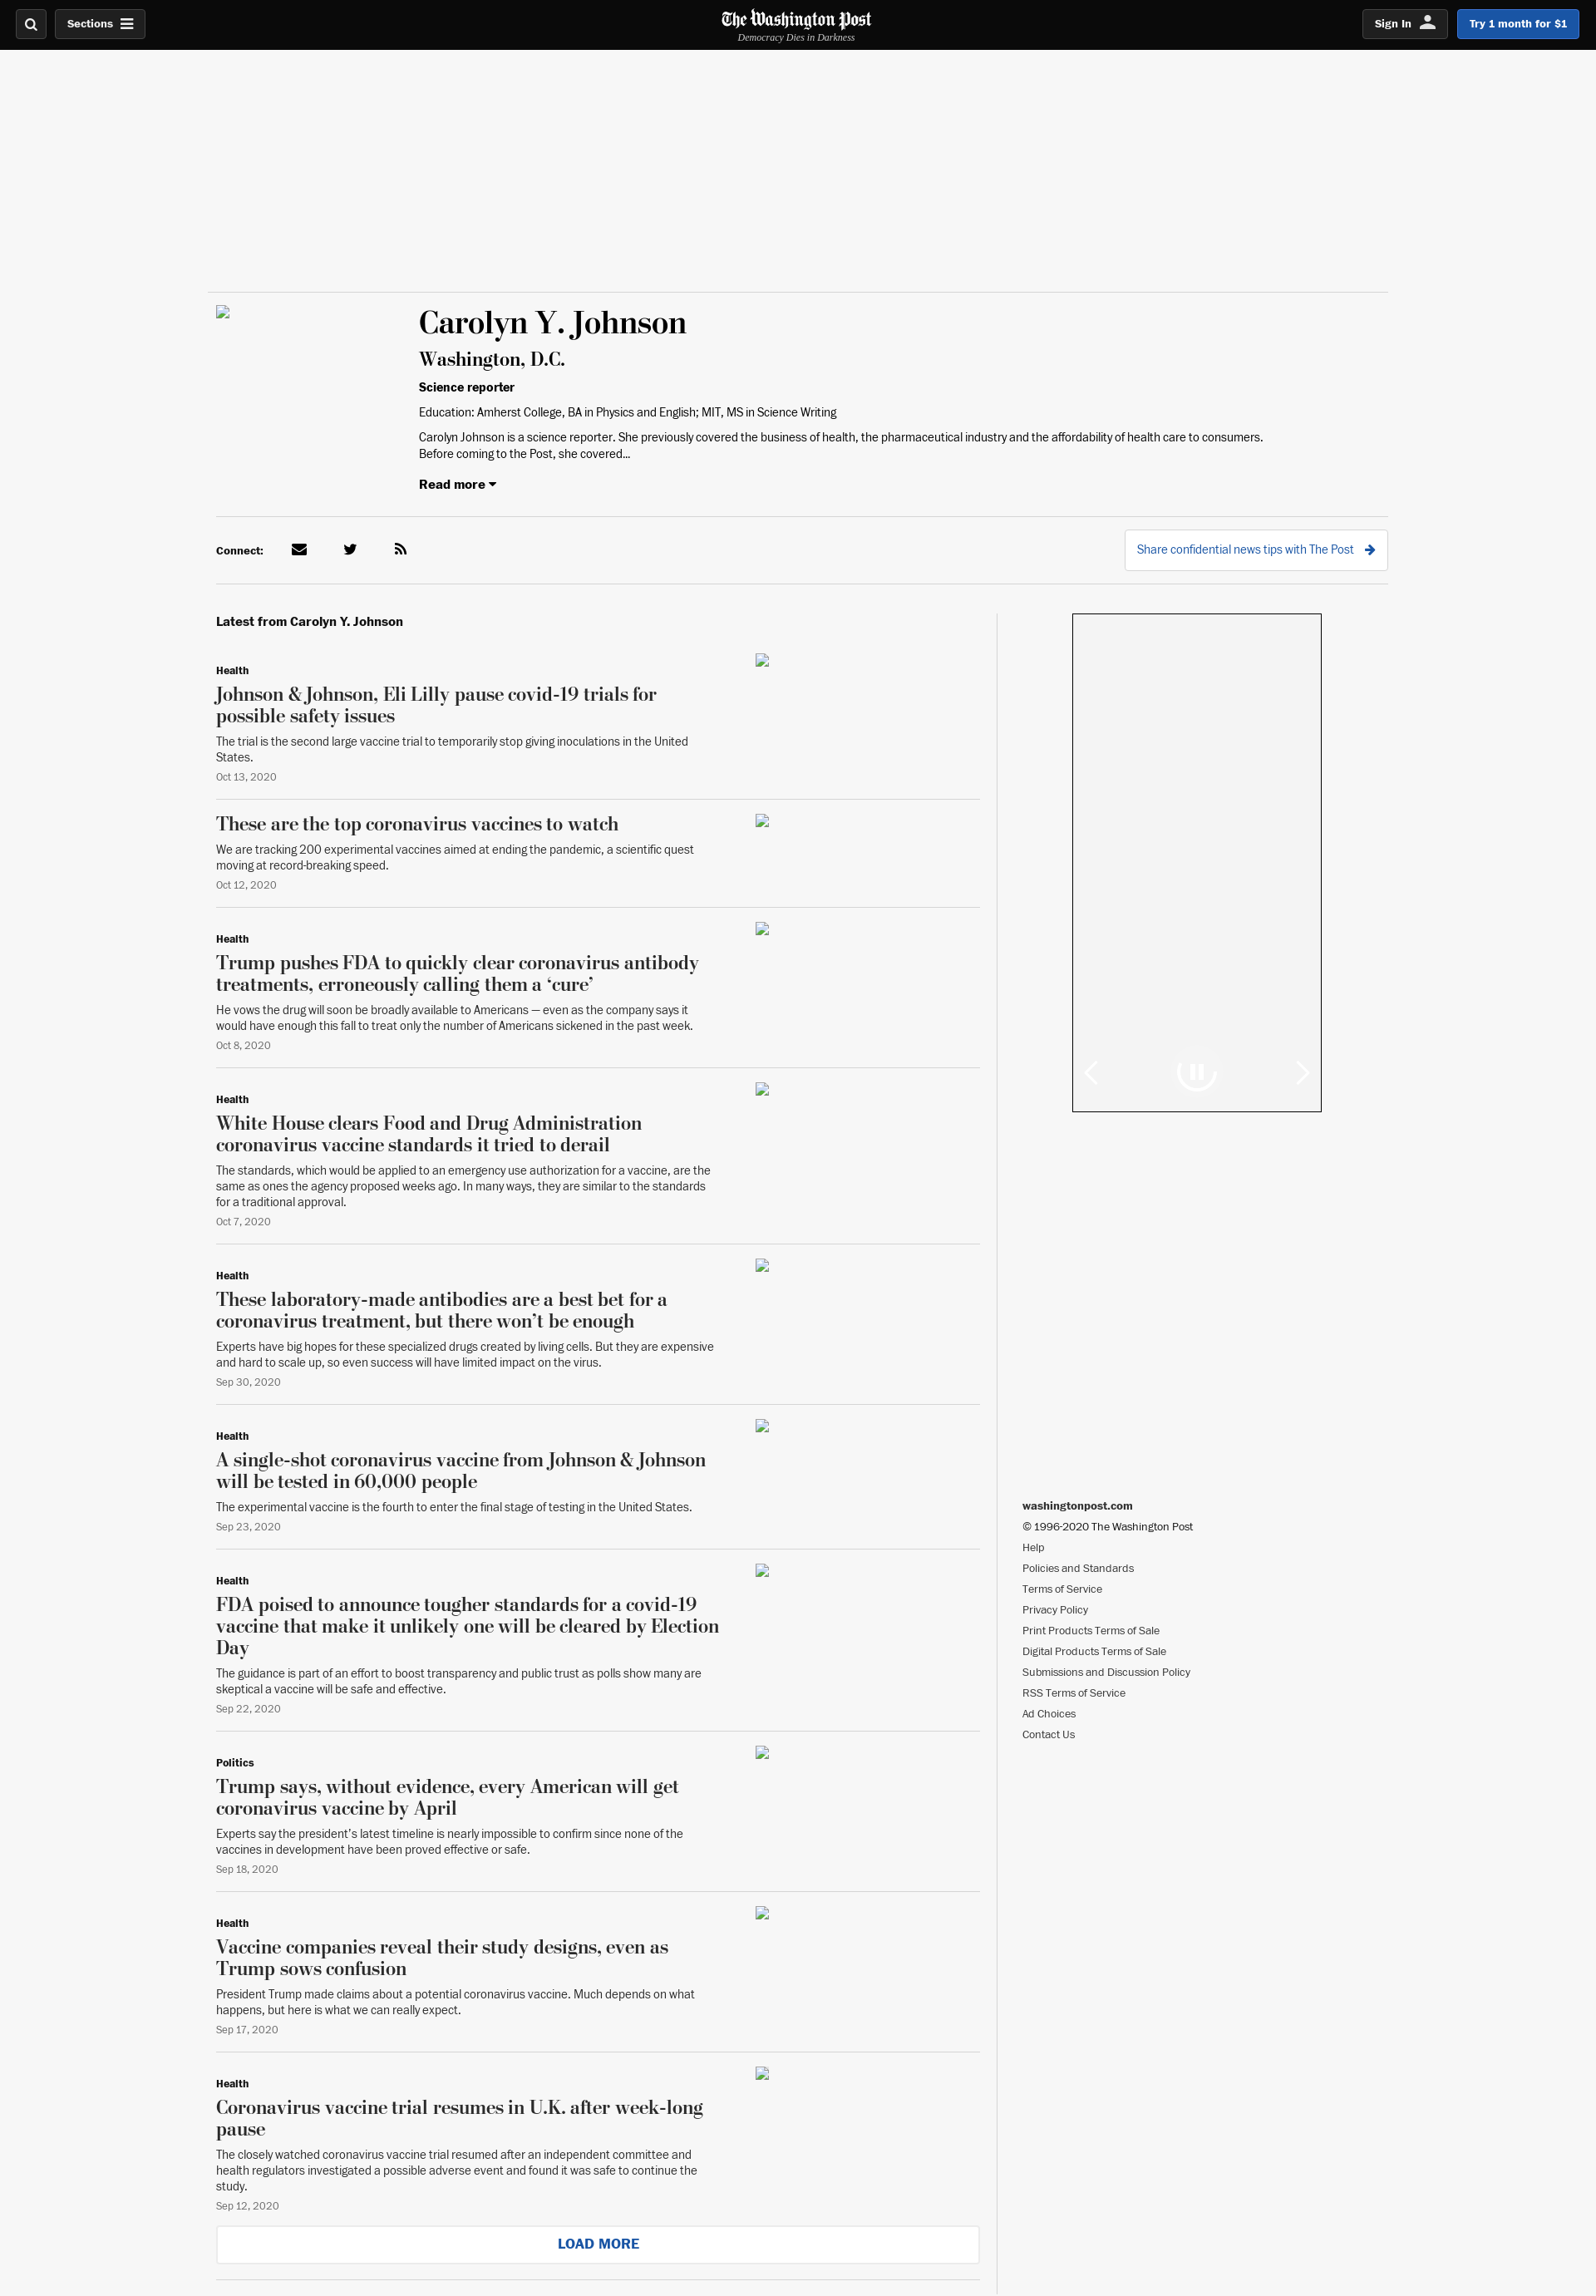 Sections
The Washington Post
Democracy Dies in Darkness
Sign In
Try 1 month for $1
Carolyn Y. Johnson
Washington, D.C.
Science reporter
Education: Amherst College, BA in Physics and English; MIT, MS in Science Writing
Carolyn Johnson is a science reporter. She previously covered the business of health, the pharmaceutical industry and the affordability of health care to consumers.
Before coming to the Post, she covered...
Read more
Connect:
Share confidential news tips with The Post
Latest from Carolyn Y. Johnson
Health
Johnson & Johnson, Eli Lilly pause covid-19 trials for
possible safety issues
The trial is the second large vaccine trial to temporarily stop giving inoculations in the United
States.
Oct 13, 2020
These are the top coronavirus vaccines to watch
We are tracking 200 experimental vaccines aimed at ending the pandemic, a scientific quest
moving at record-breaking speed.
Oct 12, 2020
Health
Trump pushes FDA to quickly clear coronavirus antibody
treatments, erroneously calling them a ‘cure’
He vows the drug will soon be broadly available to Americans — even as the company says it
would have enough this fall to treat only the number of Americans sickened in the past week.
Oct 8, 2020
Health
White House clears Food and Drug Administration
coronavirus vaccine standards it tried to derail
The standards, which would be applied to an emergency use authorization for a vaccine, are the
same as ones the agency proposed weeks ago. In many ways, they are similar to the standards
for a traditional approval.
Oct 7, 2020
Health
These laboratory-made antibodies are a best bet for a
coronavirus treatment, but there won’t be enough
Experts have big hopes for these specialized drugs created by living cells. But they are expensive
and hard to scale up, so even success will have limited impact on the virus.
Sep 30, 2020
Health
A single-shot coronavirus vaccine from Johnson & Johnson
will be tested in 60,000 people
The experimental vaccine is the fourth to enter the final stage of testing in the United States.
Sep 23, 2020
Health
FDA poised to announce tougher standards for a covid-19
vaccine that make it unlikely one will be cleared by Election
Day
The guidance is part of an effort to boost transparency and public trust as polls show many are
skeptical a vaccine will be safe and effective.
Sep 22, 2020
Politics
Trump says, without evidence, every American will get
coronavirus vaccine by April
Experts say the president’s latest timeline is nearly impossible to confirm since none of the
vaccines in development have been proved effective or safe.
Sep 18, 2020
Health
Vaccine companies reveal their study designs, even as
Trump sows confusion
President Trump made claims about a potential coronavirus vaccine. Much depends on what
happens, but here is what we can really expect.
Sep 17, 2020
Health
Coronavirus vaccine trial resumes in U.K. after week-long
pause
The closely watched coronavirus vaccine trial resumed after an independent committee and
health regulators investigated a possible adverse event and found it was safe to continue the
study.
Sep 12, 2020
LOAD MORE
washingtonpost.com
© 1996-2020 The Washington Post
Help
Policies and Standards
Terms of Service
Privacy Policy
Print Products Terms of Sale
Digital Products Terms of Sale
Submissions and Discussion Policy
RSS Terms of Service
Ad Choices
Contact Us